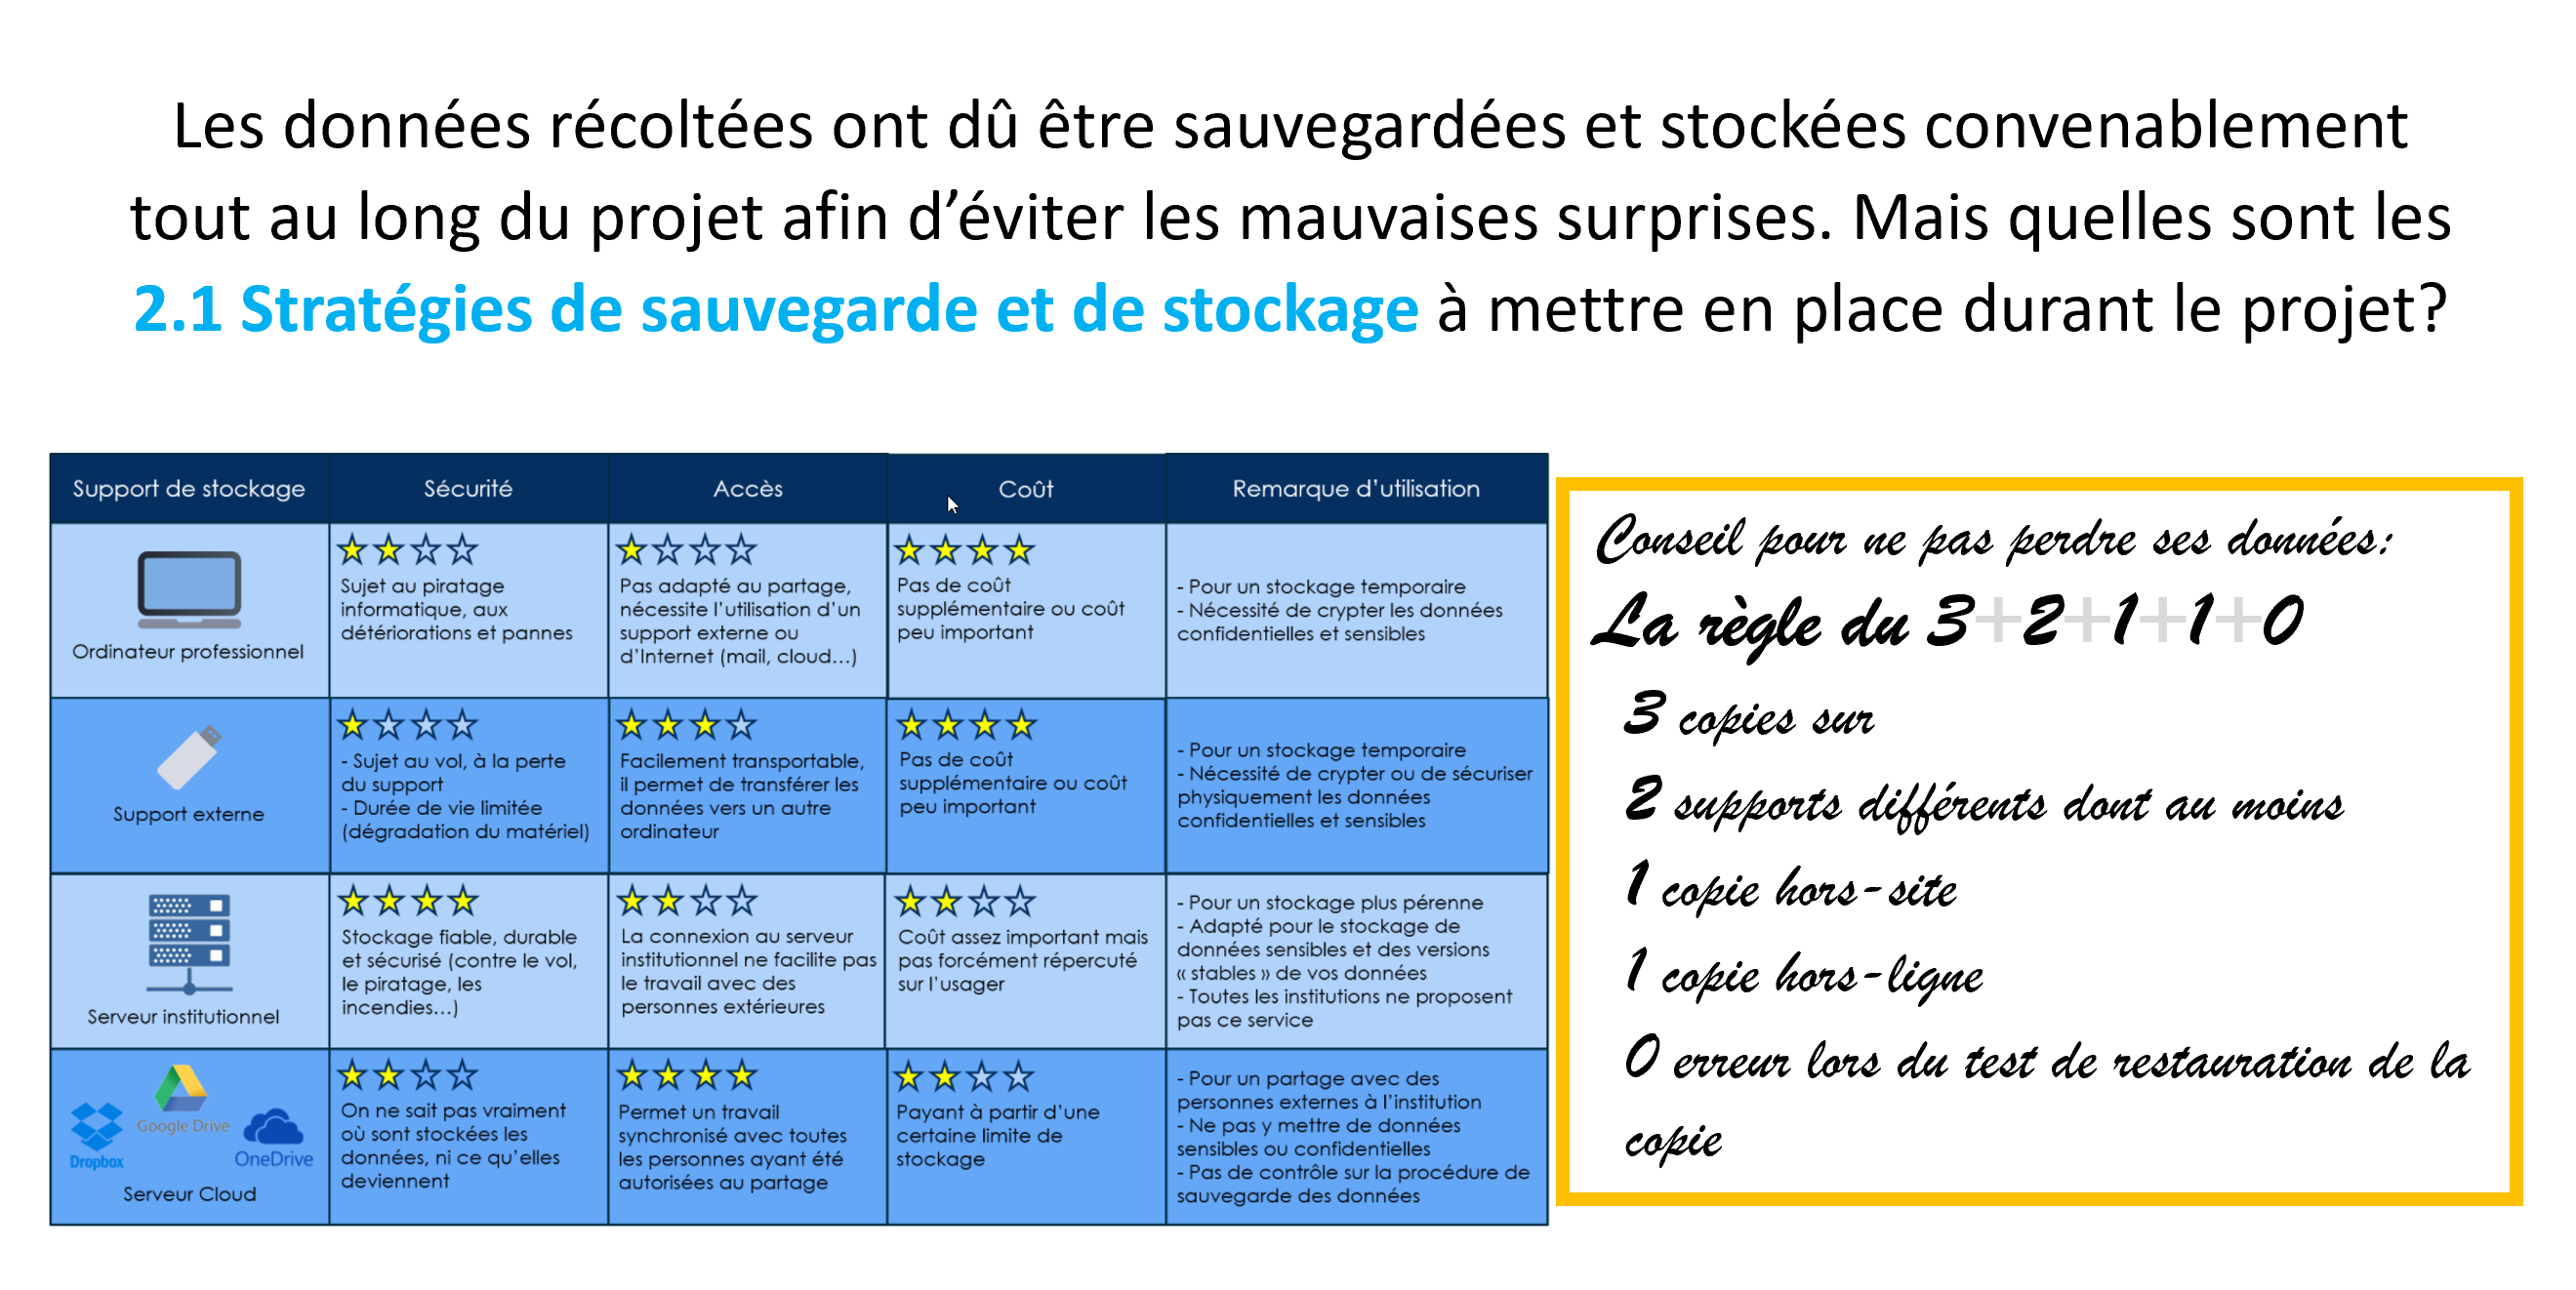 Les données récoltées ont dû être sauvegardées et stockées convenablement
tout au long du projet afin d’éviter les mauvaises surprises. Mais quelles sont les
2.1 Stratégies de sauvegarde et de stockage à mettre en place durant le projet?
Support de stockage
Sécurité
Accès
Coût
Remarque d’utilisation
Ordinateur professionnel
Sujet au piratage
informatique, aux
détériorations et pannes
Pas adapté au partage,
nécessite l’utilisation d’un
support externe ou
d’Internet (mail, cloud...)
Pas de coût
supplémentaire ou coût
peu important
- Pour un stockage temporaire
- Nécessité de crypter les données
confidentielles et sensibles
Support externe
- Sujet au vol, à la perte
du support
- Durée de vie limitée
(dégradation du matériel)
Facilement transportable,
il permet de transférer les
données vers un autre
ordinateur
Pas de coût
supplémentaire ou coût
peu important
- Pour un stockage temporaire
- Nécessité de crypter ou de sécuriser
physiquement les données
confidentielles et sensibles
Serveur institutionnel
Stockage fiable, durable
et sécurisé (contre le vol,
le piratage, les
incendies...)
La connexion au serveur
institutionnel ne facilite pas
le travail avec des
personnes extérieures
Coût assez important mais
pas forcément répercuté
sur l’usager
- Pour un stockage plus pérenne
- Adapté pour le stockage de
données sensibles et des versions
« stables » de vos données
- Toutes les institutions ne proposent
pas ce service
Dropbox
Google Drive
OneDrive
Serveur Cloud
On ne sait pas vraiment
où sont stockées les
données, ni ce qu’elles
deviennent
Permet un travail
synchronisé avec toutes
les personnes ayant été
autorisées au partage
Payant à partir d’une
certaine limite de
stockage
- Pour un partage avec des
personnes externes à l’institution
- Ne pas y mettre de données
sensibles ou confidentielles
- Pas de contrôle sur la procédure de
sauvegarde des données
Conseil pour ne pas perdre ses données:
La règle du 3+2+1+1+0
3 copies sur
2 supports différents dont au moins
1 copie hors-site
1 copie hors-ligne
0 erreur lors du test de restauration de la
copie